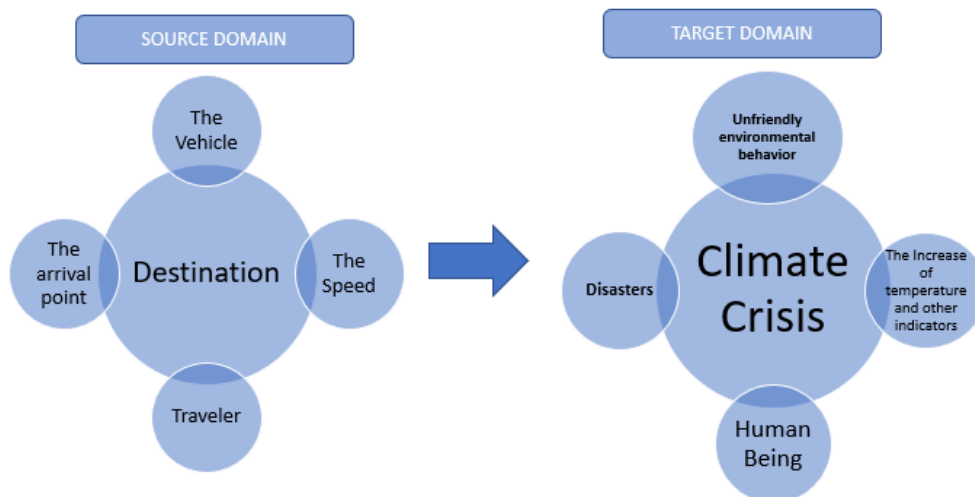 SOURCE DOMAIN
The
Vehicle
The
arrival
point
Destination
The
Speed
Traveler
TARGET DOMAIN
Unfriendly
environmental
behavior
Disasters
Climate
Crisis
The Increase
of
temperature
and other
indicators
Human
Being